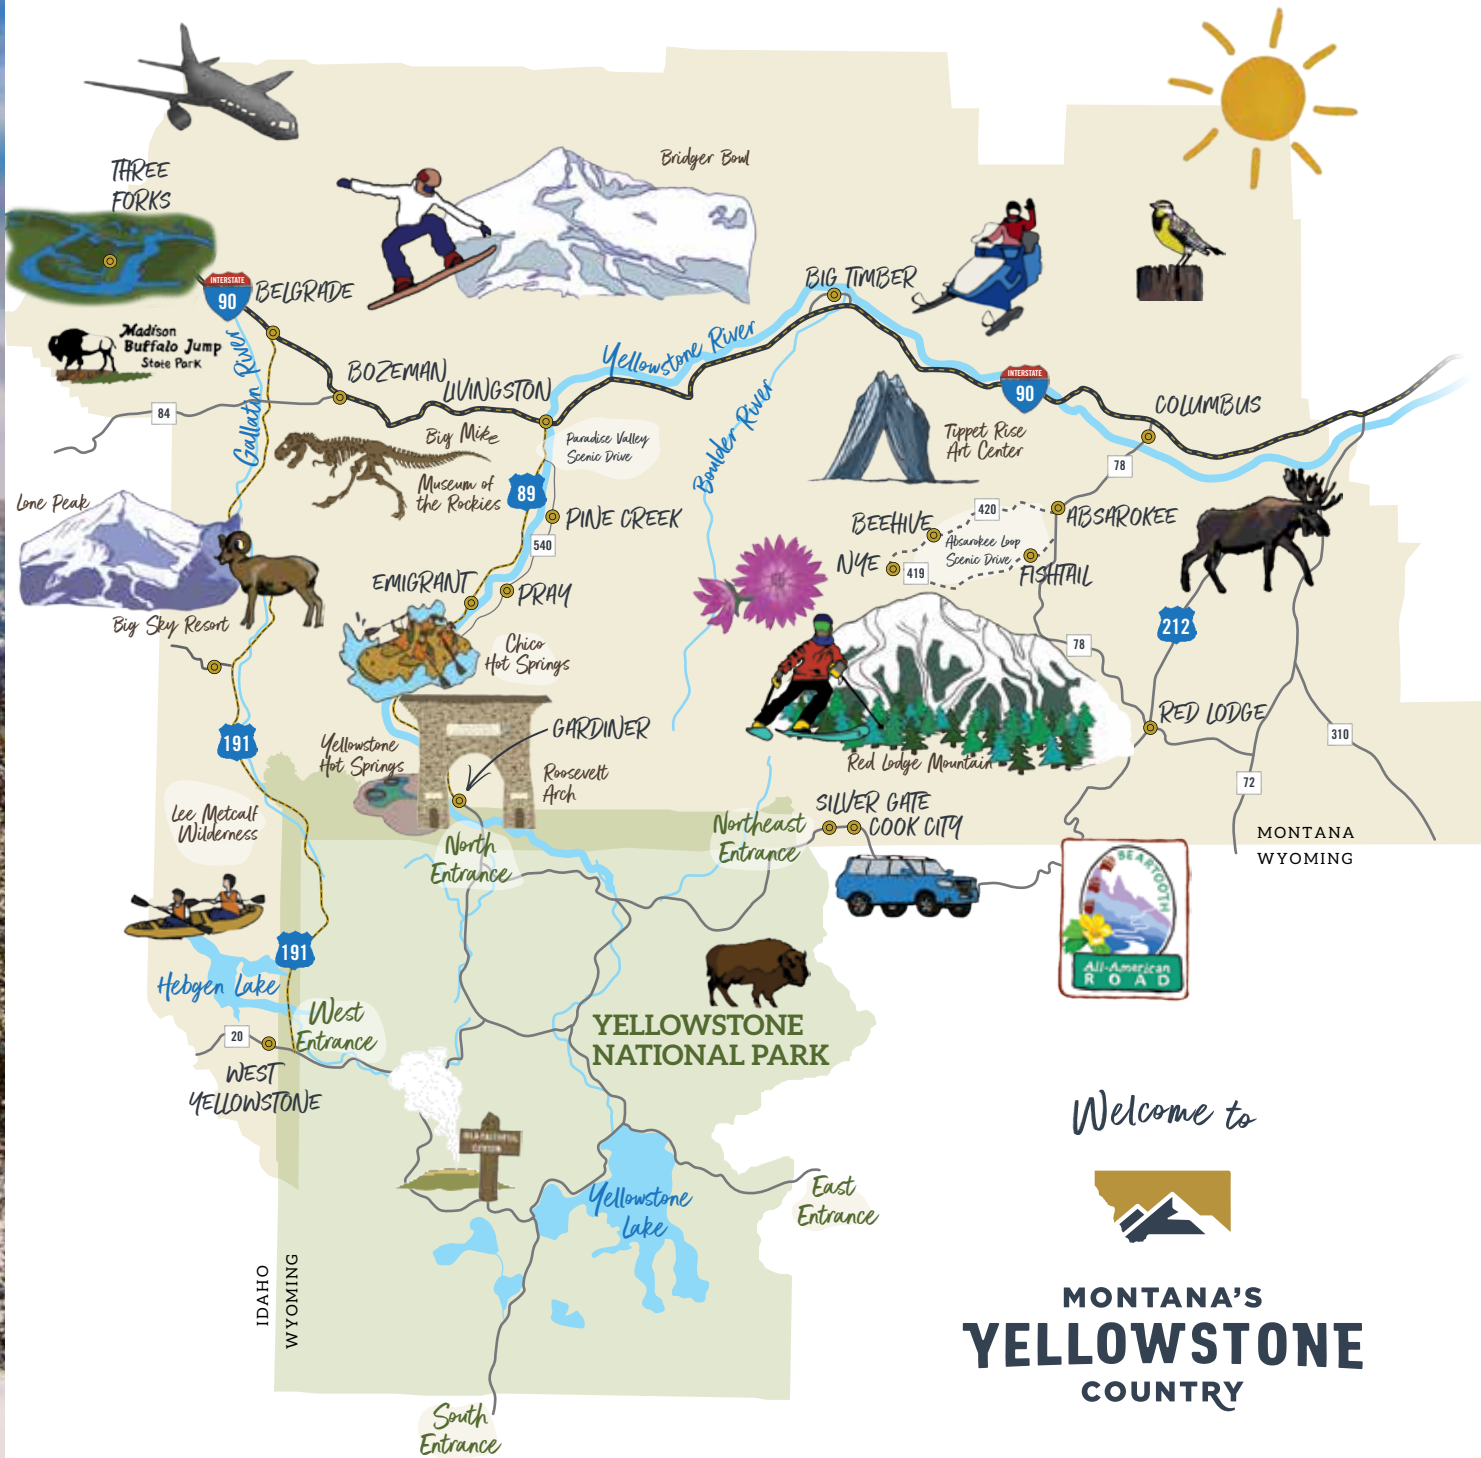 THREE
FORKS
INTERSTATE
90
BELGRADE
Bridger Bowl
BIG TIMBER
Madison
Buffalo Jump
State Park
Gallatin River
BOZEMAN
LIVINGSTON
Yellowstone River
Boulder River
INTERSTATE
90
COLUMBUS
84
Big Mike
Museum of
the Rockies
Paradise Valley
Scenic Drive
Tippet Rise
Art Center
78
Lone Peak
89
PINE CREEK
540
420
ABSAROKEE
BEEHIVE
Absarokee Loop
Scenic Drive
NYE
419
FISHTAIL
EMIGRANT
PRAY
Big Sky Resort
Chico
Hot Springs
212
78
191
Yellowstone
Hot Springs
GARDINER
Roosevelt
Arch
Red Lodge Mountain
RED LODGE
310
72
Lee Metcalf
Wilderness
North
Entrance
Northeast
Entrance
SILVER GATE
COOK CITY
MONTANA
WYOMING
BEARTOOTH
All-American
ROAD
191
Hebgen Lake
West
Entrance
20
WEST
YELLOWSTONE
YELLOWSTONE
NATIONAL PARK
Yellowstone
Lake
East
Entrance
IDAHO
WYOMING
South
Entrance
Welcome to
MONTANA'S
YELLOWSTONE
COUNTRY